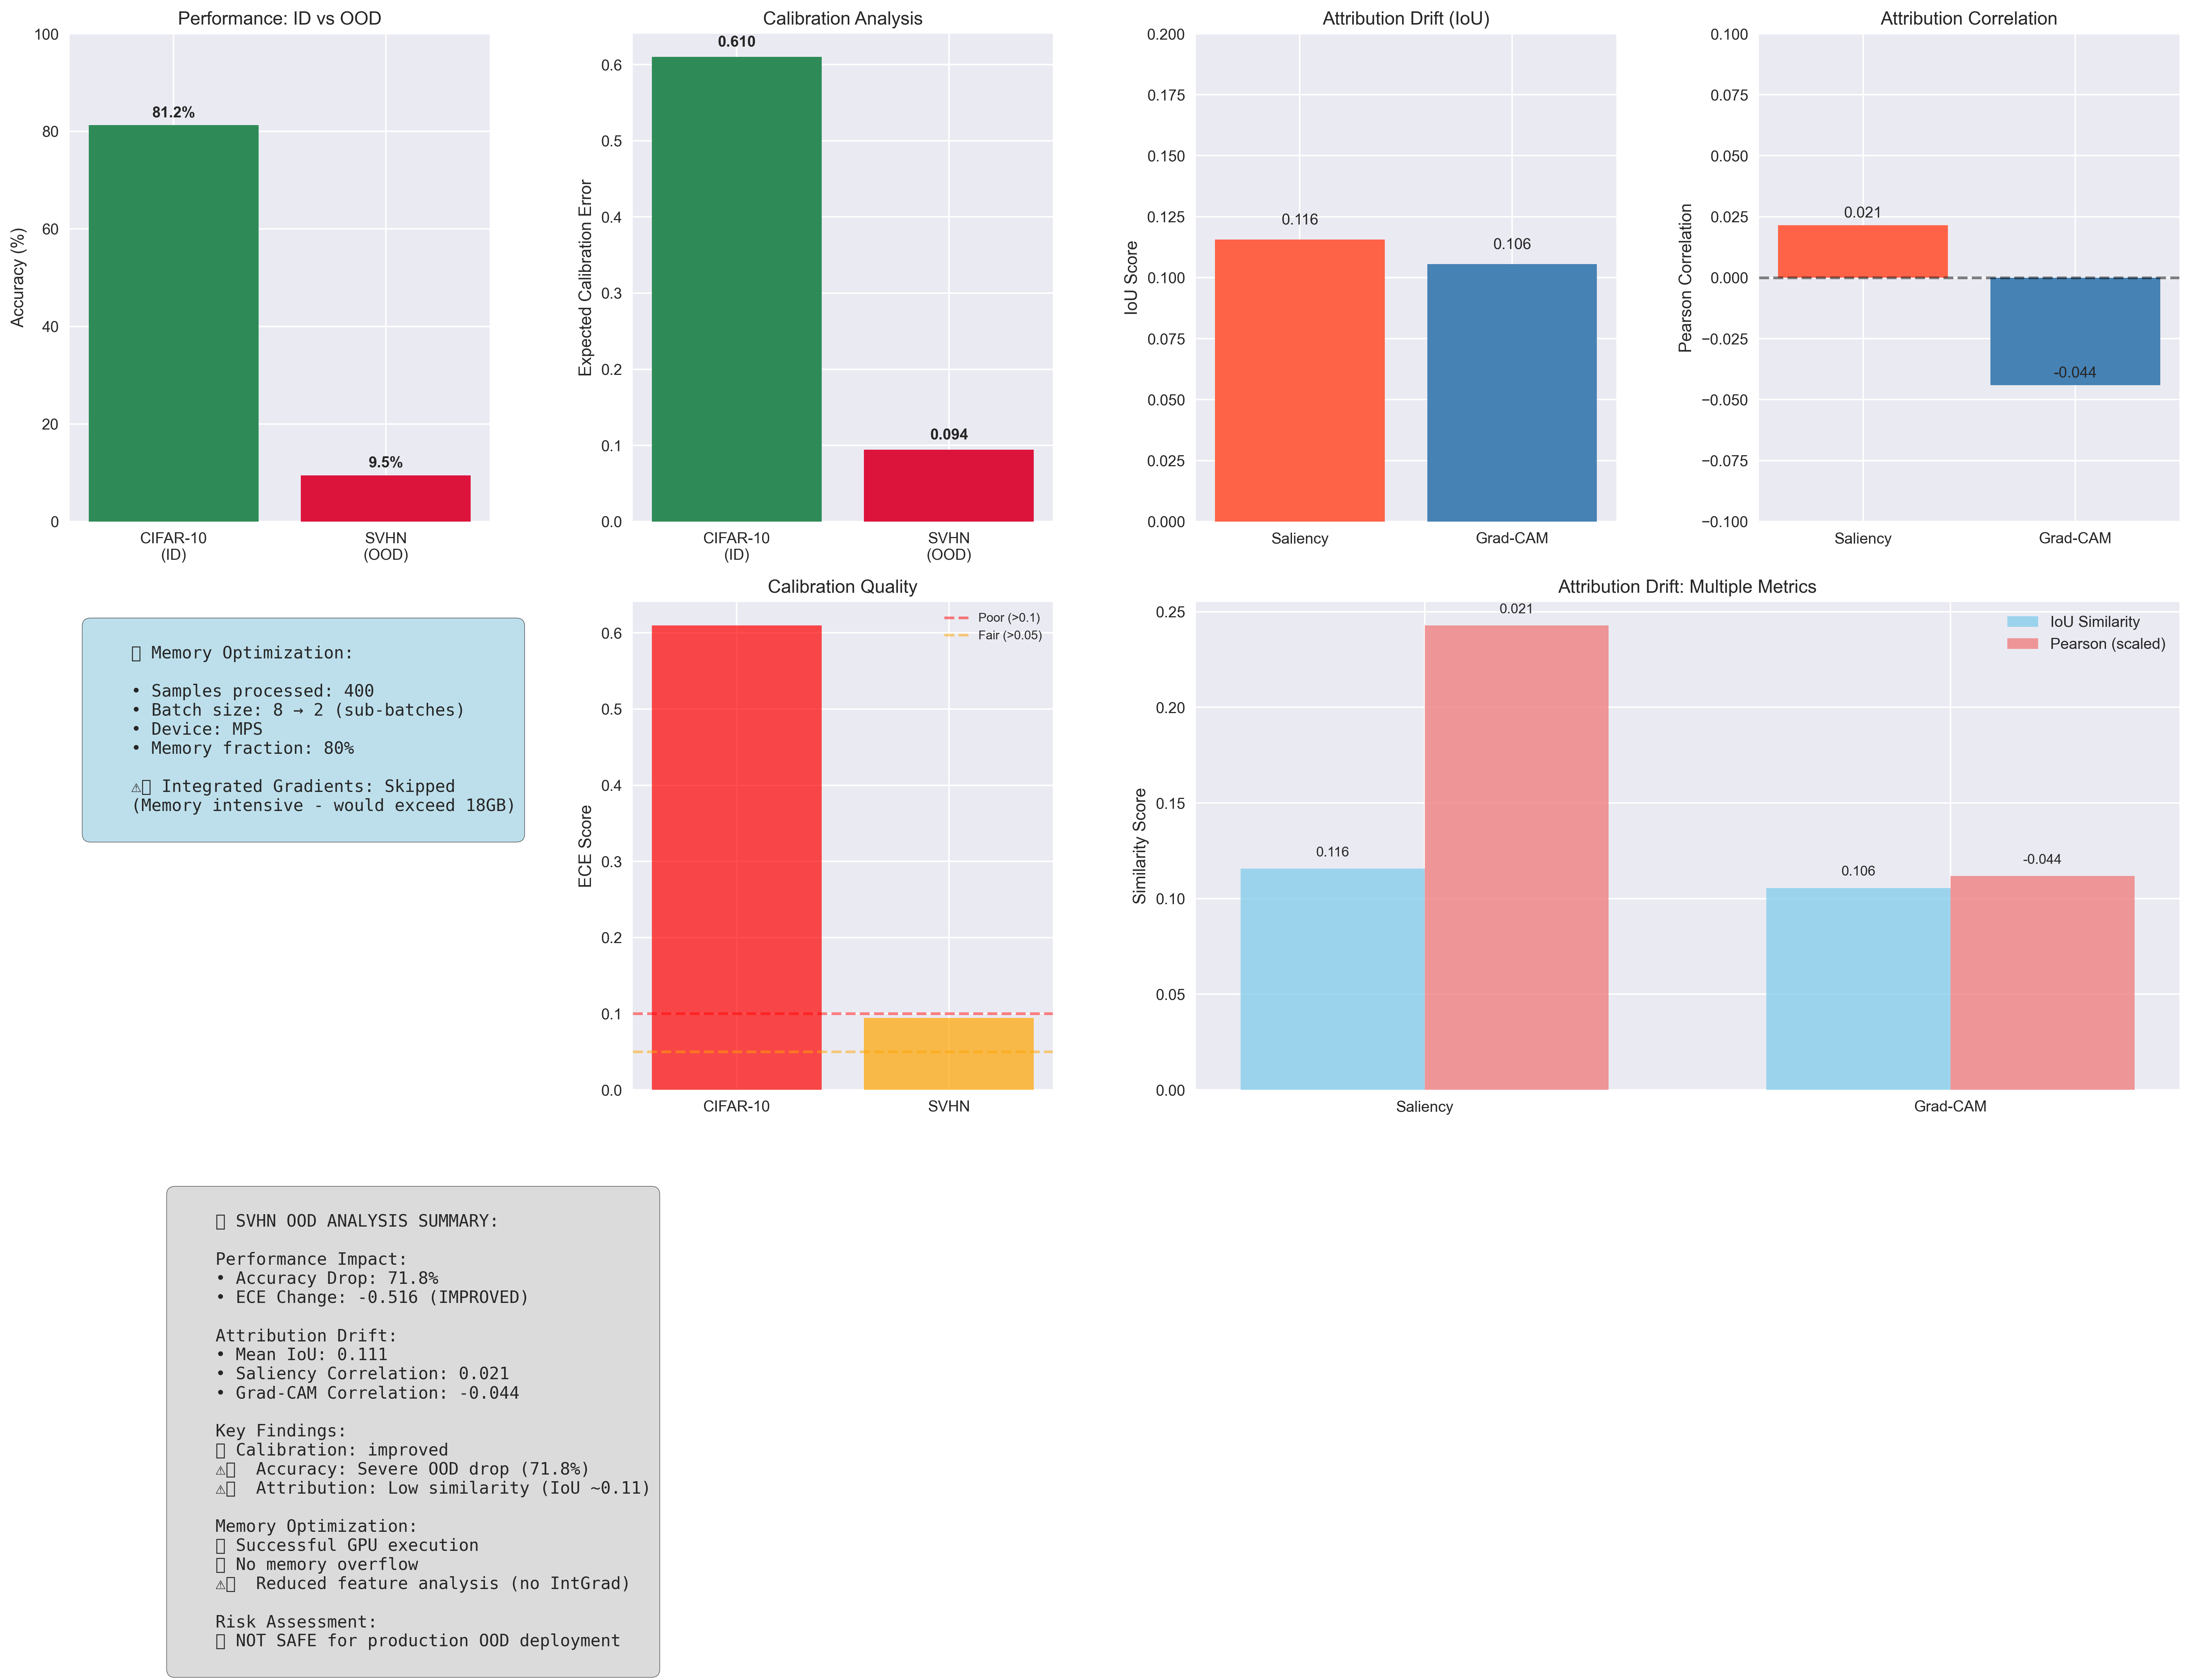 Performance: ID vs OOD
Accuracy (%)
100
80
60
40
20
0
81.2%
9.5%
CIFAR-10
(ID)
SVHN
(OOD)
Calibration Analysis
Expected Calibration Error
0.6
0.5
0.4
0.3
0.2
0.1
0.0
0.610
0.094
CIFAR-10
(ID)
SVHN
(OOD)
Attribution Drift (IoU)
IoU Score
0.200
0.175
0.150
0.125
0.100
0.075
0.050
0.025
0.000
0.116
0.106
Saliency
Grad-CAM
Attribution Correlation
Pearson Correlation
0.100
0.075
0.050
0.025
0.000
−0.025
−0.050
−0.075
−0.100
0.021
-0.044
Saliency
Grad-CAM
Memory Optimization:
• Samples processed: 400
• Batch size: 8 → 2 (sub-batches)
• Device: MPS
• Memory fraction: 80%
⚠ Integrated Gradients: Skipped
(Memory intensive - would exceed 18GB)
Calibration Quality
ECE Score
0.6
0.5
0.4
0.3
0.2
0.1
0.0
Poor (>0.1)
Fair (>0.05)
CIFAR-10
SVHN
Attribution Drift: Multiple Metrics
Similarity Score
0.25
0.20
0.15
0.10
0.05
0.00
IoU Similarity
Pearson (scaled)
0.116
0.021
0.106
-0.044
Saliency
Grad-CAM
SVHN OOD ANALYSIS SUMMARY:
Performance Impact:
• Accuracy Drop: 71.8%
• ECE Change: -0.516 (IMPROVED)
Attribution Drift:
• Mean IoU: 0.111
• Saliency Correlation: 0.021
• Grad-CAM Correlation: -0.044
Key Findings:
Calibration: improved
⚠ Accuracy: Severe OOD drop (71.8%)
⚠ Attribution: Low similarity (IoU ~0.11)
Memory Optimization:
Successful GPU execution
No memory overflow
⚠ Reduced feature analysis (no IntGrad)
Risk Assessment:
NOT SAFE for production OOD deployment